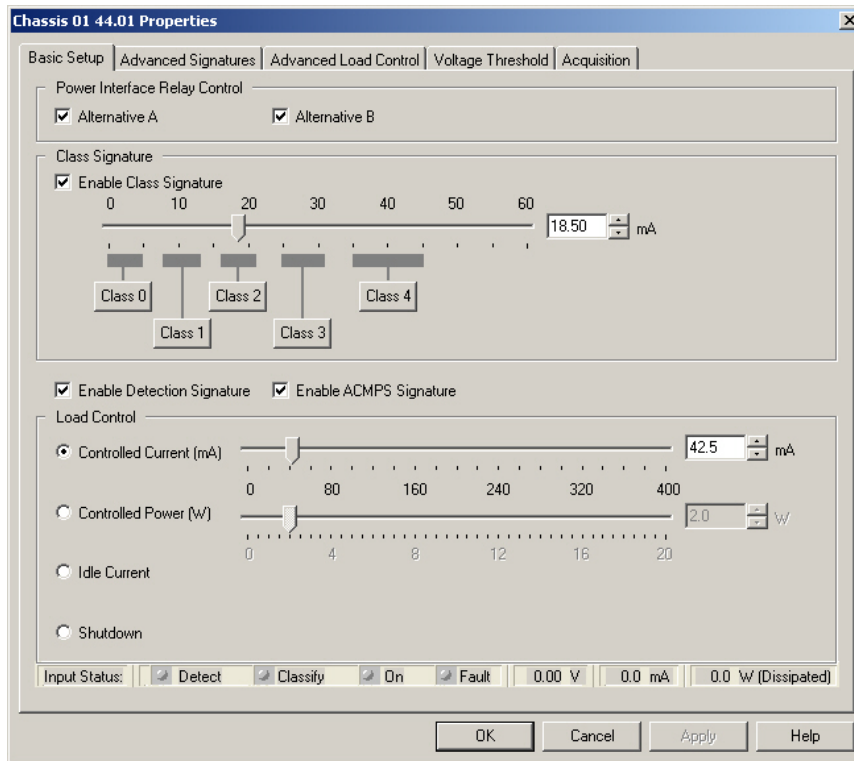 Chassis 01 44.01 Properties
Basic Setup Advanced Signatures Advanced Load Control Voltage Threshold Acquisition
Power Interface Relay Control
Alternative A Alternative B
Class Signature
Enable Class Signature
0 10 20 30 40 50 60
18.50 mA
Class 0 Class 2 Class 4
Class 1 Class 3
Enable Detection Signature Enable ACMPS Signature
Load Control
Controlled Current (mA) 42.5 mA
0 80 160 240 320 400
Controlled Power (W) 2.0 W
0 4 8 12 16 20
Idle Current
Shutdown
Input Status: Detect Classify On Fault 0.00 V 0.0 mA 0.0 W (Dissipated)
OK Cancel Apply Help